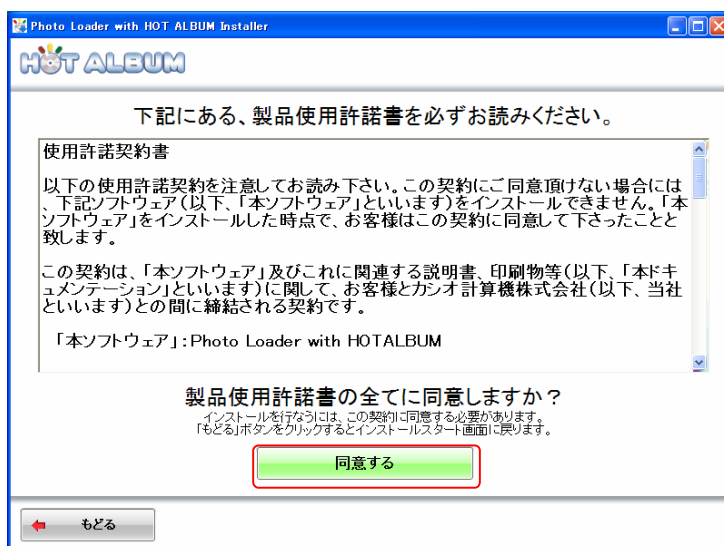 Photo Loader with HOT ALBUM Installer
HOT ALBUM
下記にある、製品使用許諾書を必ずお読みください。
使用許諾契約書
以下の使用許諾契約を注意してお読み下さい。この契約にご同意頂けない場合には
、下記ソフトウェア(以下、「本ソフトウェア」といいます)をインストールできません。「本
ソフトウェア」をインストールした時点で、お客様はこの契約に同意して下さったことと
致します。
この契約は、「本ソフトウェア」及びこれに関連する説明書、印刷物等(以下、「本ドキ
ュメンテーション」といいます)に関して、お客様とカシオ計算機株式会社(以下、当社
といいます)との間に締結される契約です。
「本ソフトウェア」:Photo Loader with HOTALBUM
製品使用許諾書の全てに同意しますか？
インストールを行なうには、この契約に同意する必要があります。
「もどる」ボタンをクリックするとインストールスタート画面に戻ります。
同意する
もどる